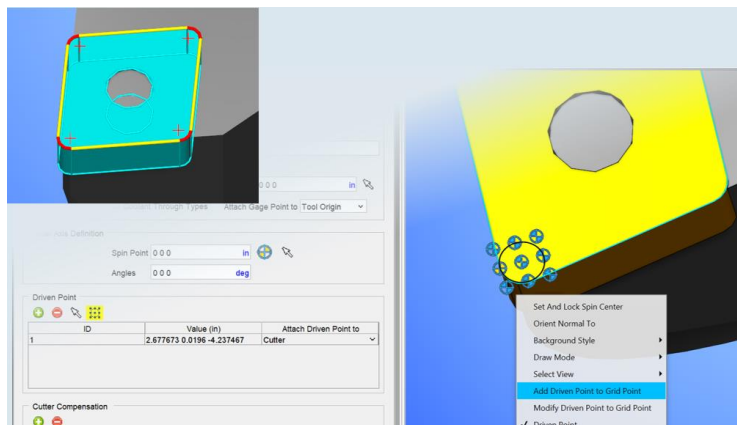 0 0 0 in
Through Types Attach Gage Point to Tool Origin
Definition
Spin Point 0 0 0 in
Angles 0 0 0 deg
Driven Point
ID Value (in) Attach Driven Point to
1 2.677673 0.0196 -4.237467 Cutter
Cutter Compensation
Set And Lock Spin Center
Orient Normal To
Background Style
Draw Mode
Select View
Add Driven Point to Grid Point
Modify Driven Point to Grid Point
Driven Point